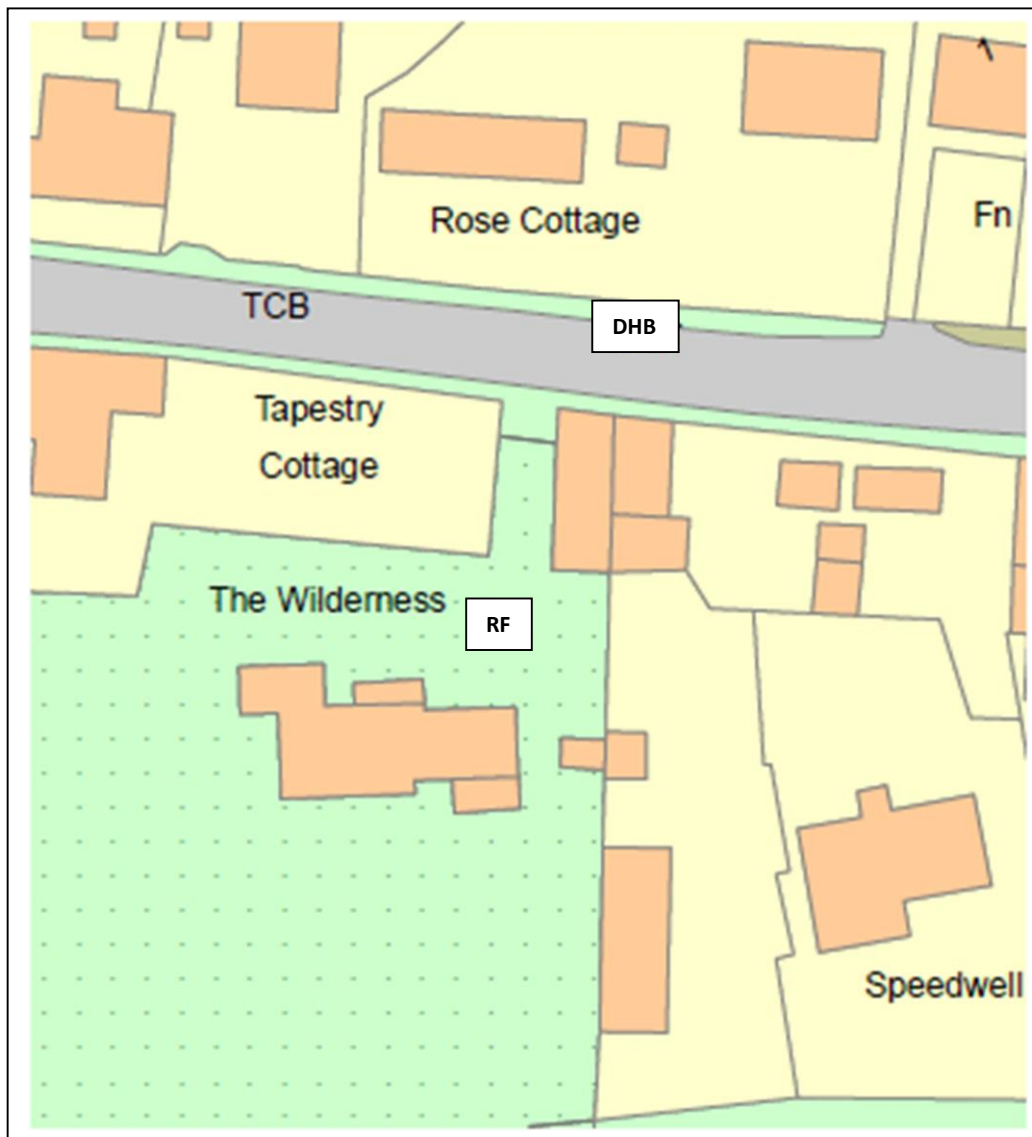 Rose Cottage
Fn
TCB
DHB
Tapestry
Cottage
The Wilderness
RF
Speedwell